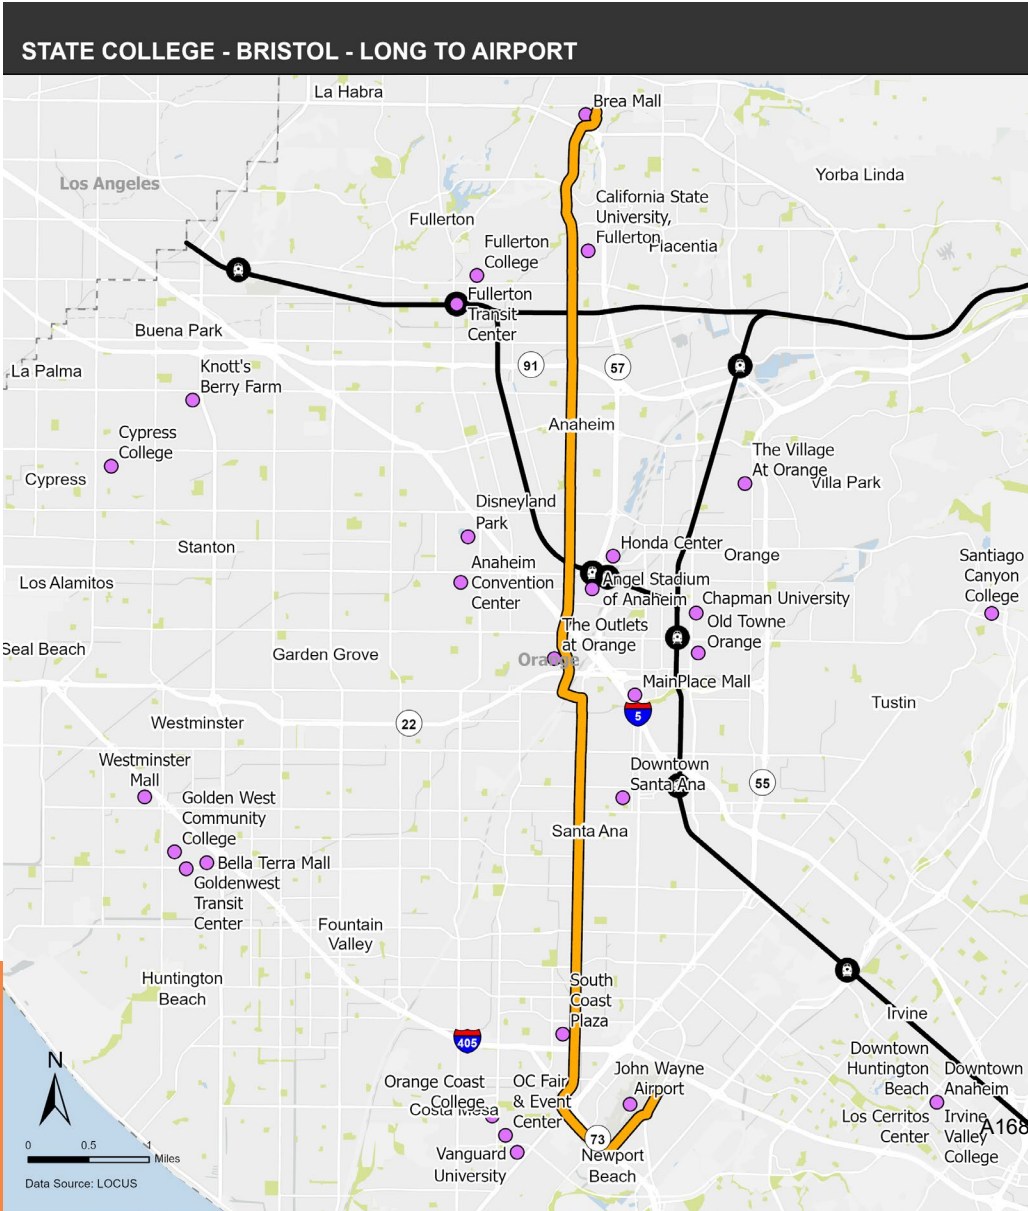 STATE COLLEGE - BRISTOL - LONG TO AIRPORT
La Habra
Brea Mall
Los Angeles
Yorba Linda
California State
University,
Fullerton
Fullerton
Placentia
Fullerton
College
Fullerton
Transit
Center
Buena Park
La Palma
Knott's
Berry Farm
91
57
Anaheim
Cypress
College
Cypress
The Village
At Orange
Villa Park
Disneyland
Park
Stanton
Honda Center
Orange
Santiago
Canyon
College
Los Alamitos
Anaheim
Convention
Center
Angel Stadium
of Anaheim
Chapman University
Old Towne
Orange
The Outlets
at Orange
Seal Beach
Garden Grove
Orange
MainPlace Mall
5
Tustin
Westminster
22
Westminster
Mall
Downtown
Santa Ana
55
Golden West
Community
College
Santa Ana
Bella Terra Mall
Goldenwest
Transit
Center
Fountain
Valley
Huntington
Beach
South
Coast
Plaza
Irvine
405
N
Orange Coast
College
Costa Mesa
OC Fair
& Event
Center
John Wayne
Airport
Downtown
Huntington
Beach
Downtown
Anaheim
Los Cerritos
Center
Irvine
Valley
College
A168
73
Newport
Beach
Vanguard
University
0 0.5 1
Miles
Data Source: LOCUS